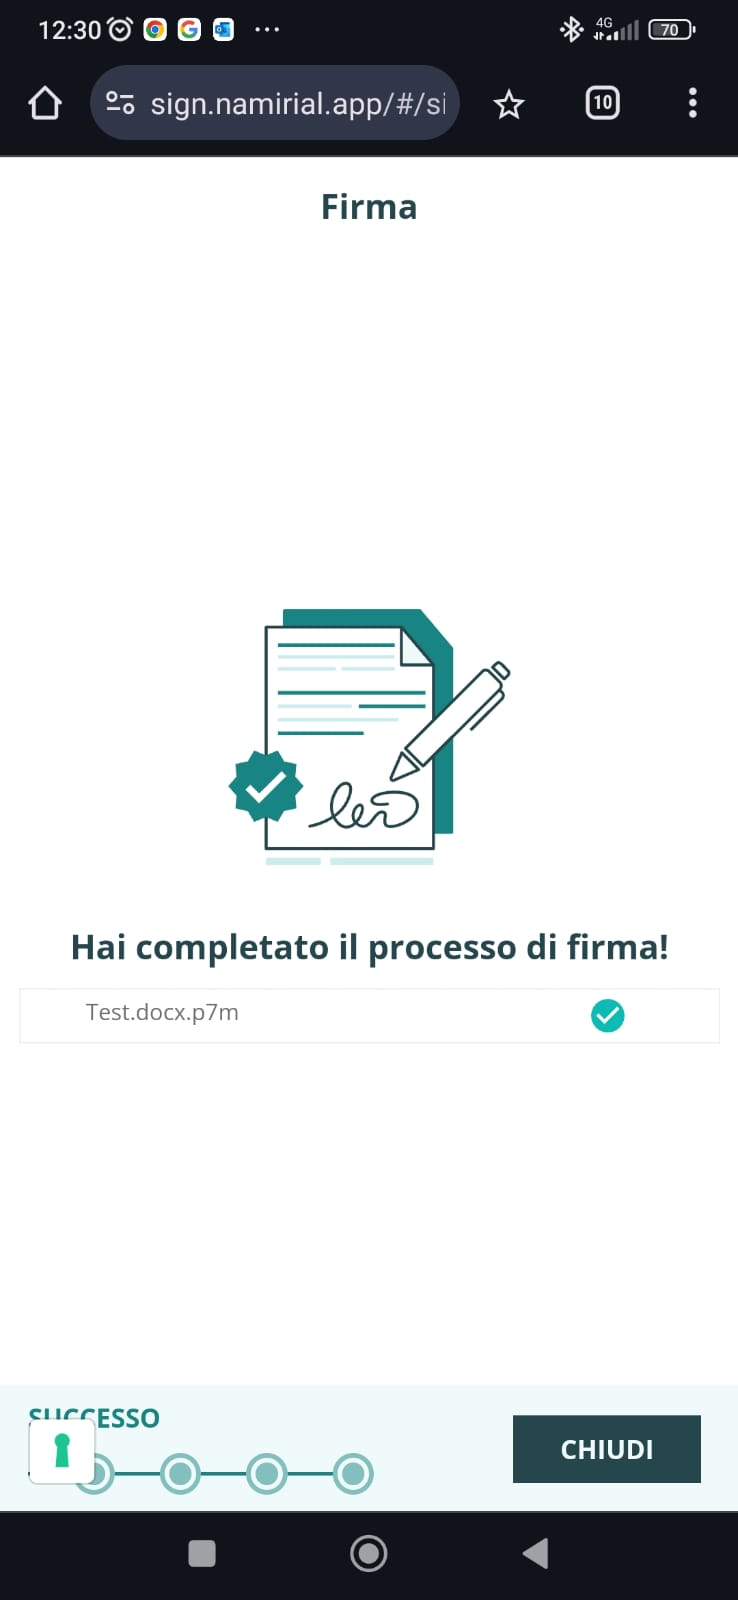 12:30
4G
70
sign.namirial.app/#/si
10
Firma
Hai completato il processo di firma!
Test.docx.p7m
SUCCESSO
CHIUDI